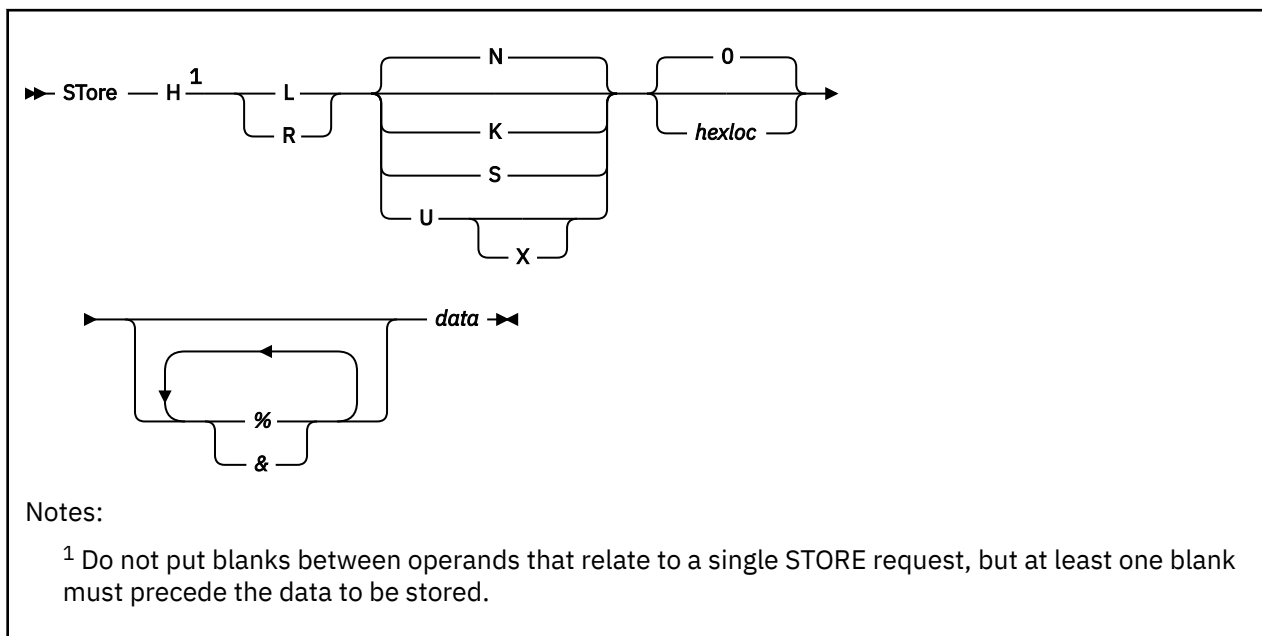 N 0
STore H 1 L
R K hexloc
S
U
X
data
%
&
Notes:
1 Do not put blanks between operands that relate to a single STORE request, but at least one blank
must precede the data to be stored.